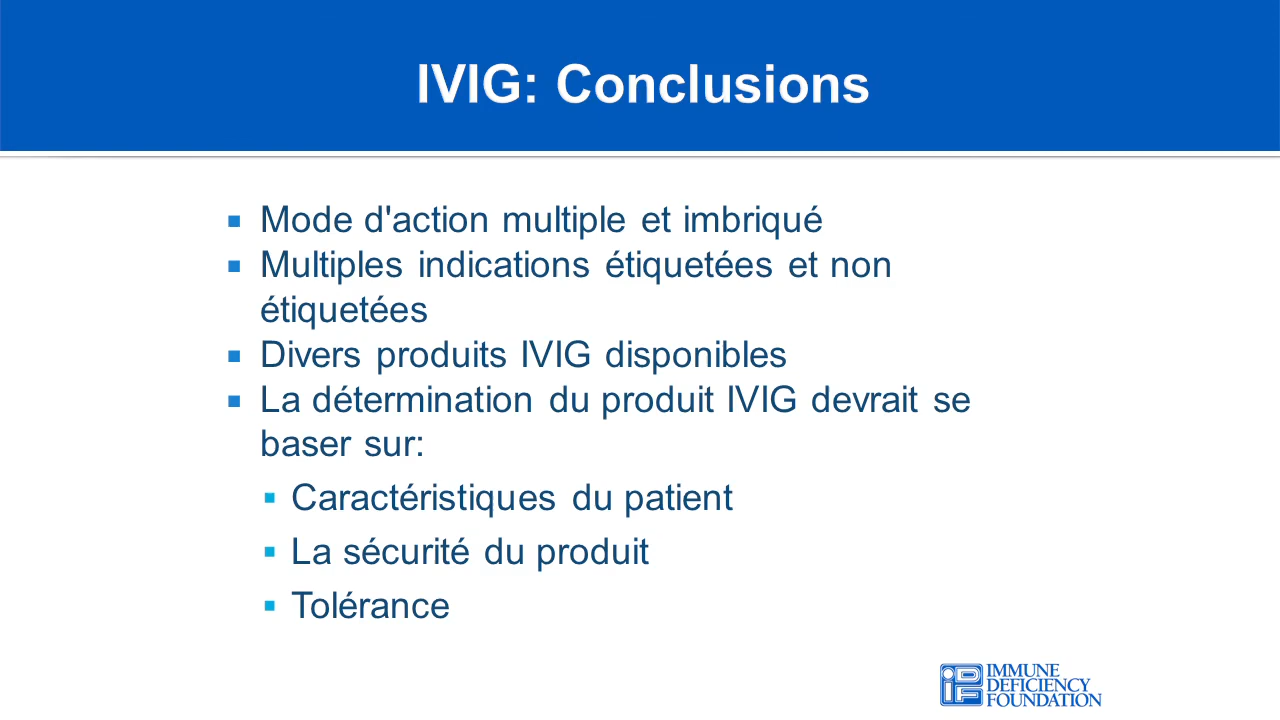 IVIG: Conclusions
Mode d'action multiple et imbriqué
Multiples indications étiquetées et non
étiquetées
Divers produits IVIG disponibles
La détermination du produit IVIG devrait se
baser sur:
Caractéristiques du patient
La sécurité du produit
Tolérance
IDF
IMMUNE
DEFICIENCY
FOUNDATION